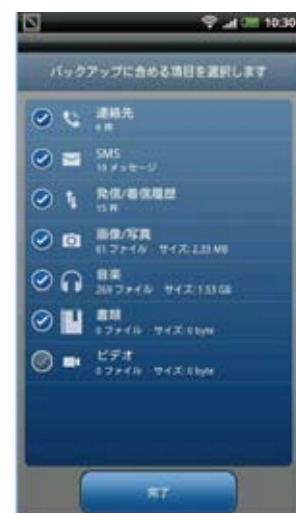 10:30
バックアップに含める項目を選択します
連絡先
6 件
SMS
18 メッセージ
発信/着信履歴
15 件
画像/写真
61 ファイル サイズ: 2.33 MB
音楽
269 ファイル サイズ: 1.53 GB
書類
0 ファイル サイズ: 0 byte
ビデオ
0 ファイル サイズ: 0 byte
完了